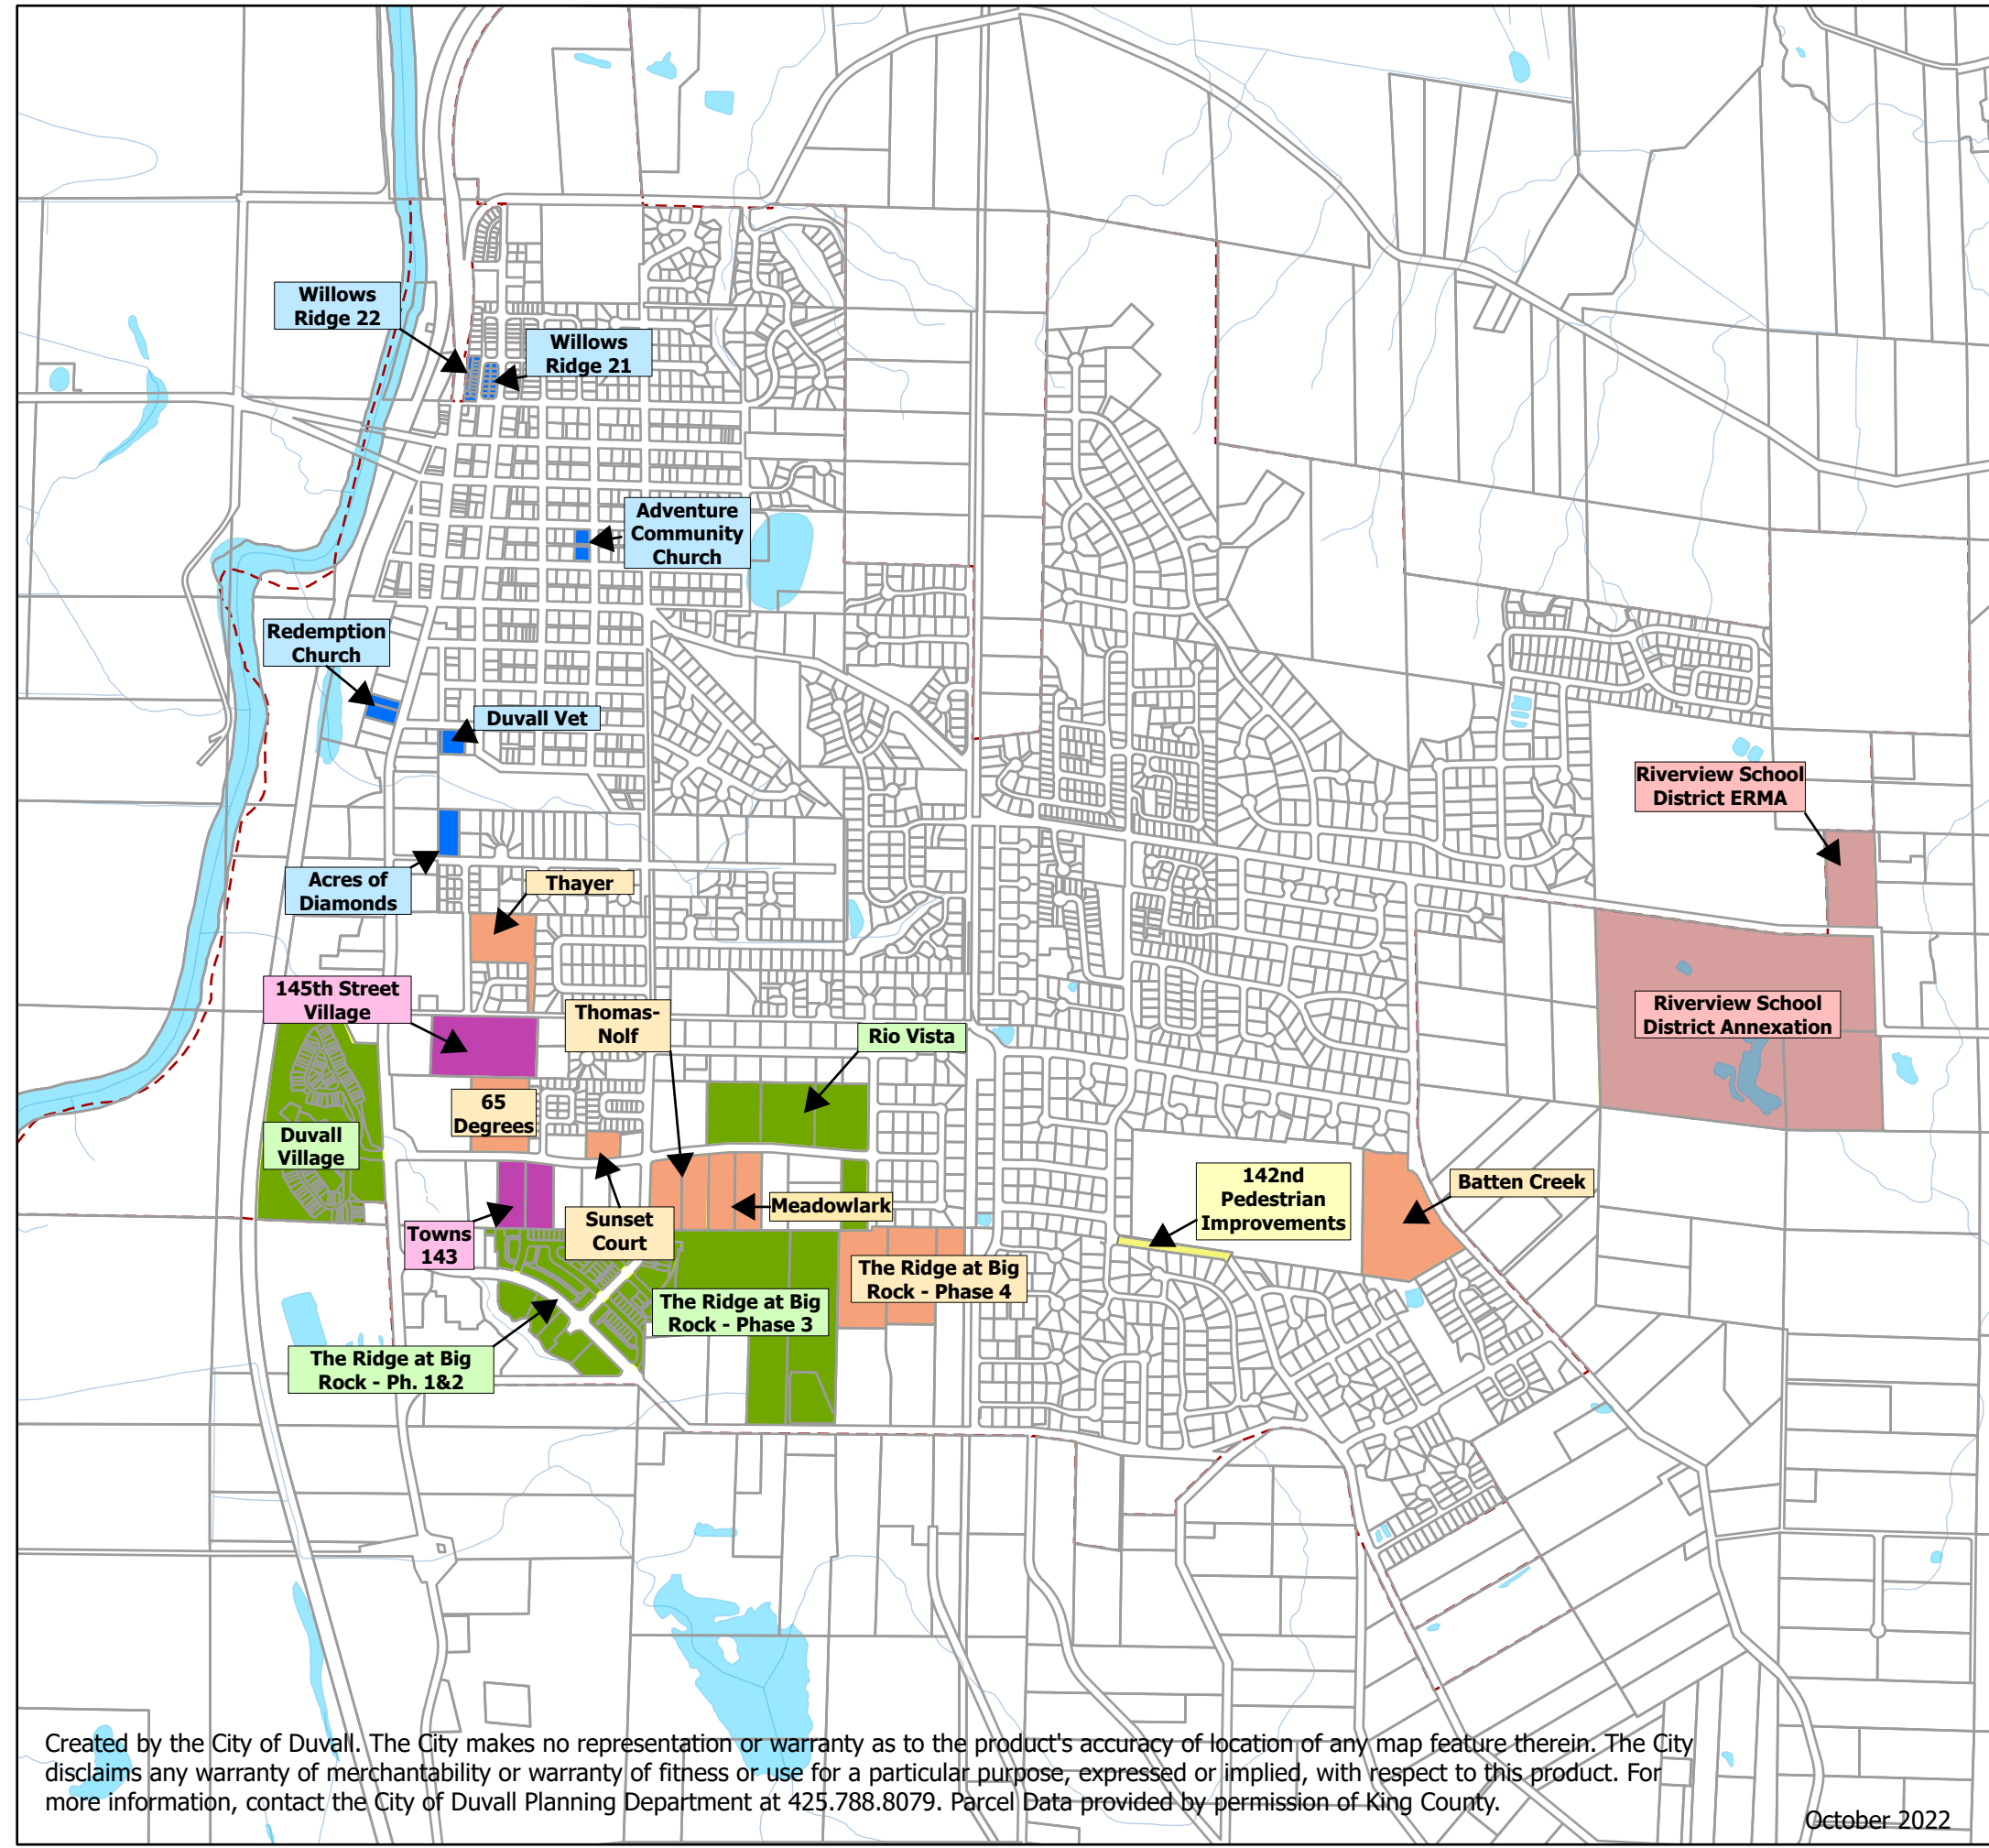 Willows
Ridge 22
Willows
Ridge 21
Adventure
Community
Church
Redemption
Church
Duvall Vet
Riverview School
District ERMA
Acres of
Diamonds
Thayer
145th Street
Village
Thomas-
Nolf
Rio Vista
Riverview School
District Annexation
65
Degrees
Duvall
Village
142nd
Pedestrian
Improvements
Batten Creek
Meadowlark
Sunset
Court
Towns
143
The Ridge at Big
Rock - Phase 4
The Ridge at Big
Rock - Phase 3
The Ridge at Big
Rock - Ph. 1&2
Created by the City of Duvall. The City makes no representation or warranty as to the product's accuracy of location of any map feature therein. The City
disclaims any warranty of merchantability or warranty of fitness or use for a particular purpose, expressed or implied, with respect to this product. For
more information, contact the City of Duvall Planning Department at 425.788.8079. Parcel Data provided by permission of King County.
October 2022